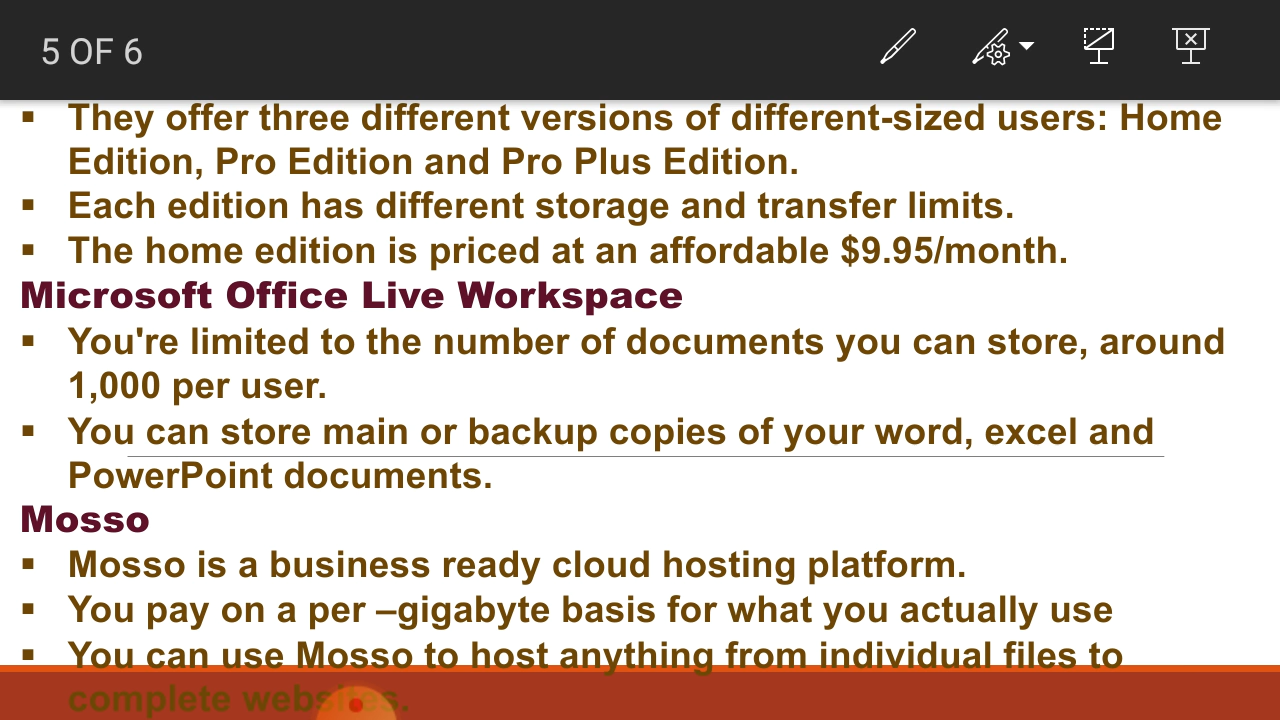 5 OF 6
▪ They offer three different versions of different-sized users: Home
Edition, Pro Edition and Pro Plus Edition.
▪ Each edition has different storage and transfer limits.
▪ The home edition is priced at an affordable $9.95/month.
Microsoft Office Live Workspace
▪ You're limited to the number of documents you can store, around
1,000 per user.
▪ You can store main or backup copies of your word, excel and
PowerPoint documents.
Mosso
▪ Mosso is a business ready cloud hosting platform.
▪ You pay on a per –gigabyte basis for what you actually use
▪ You can use Mosso to host anything from individual files to
complete websites.